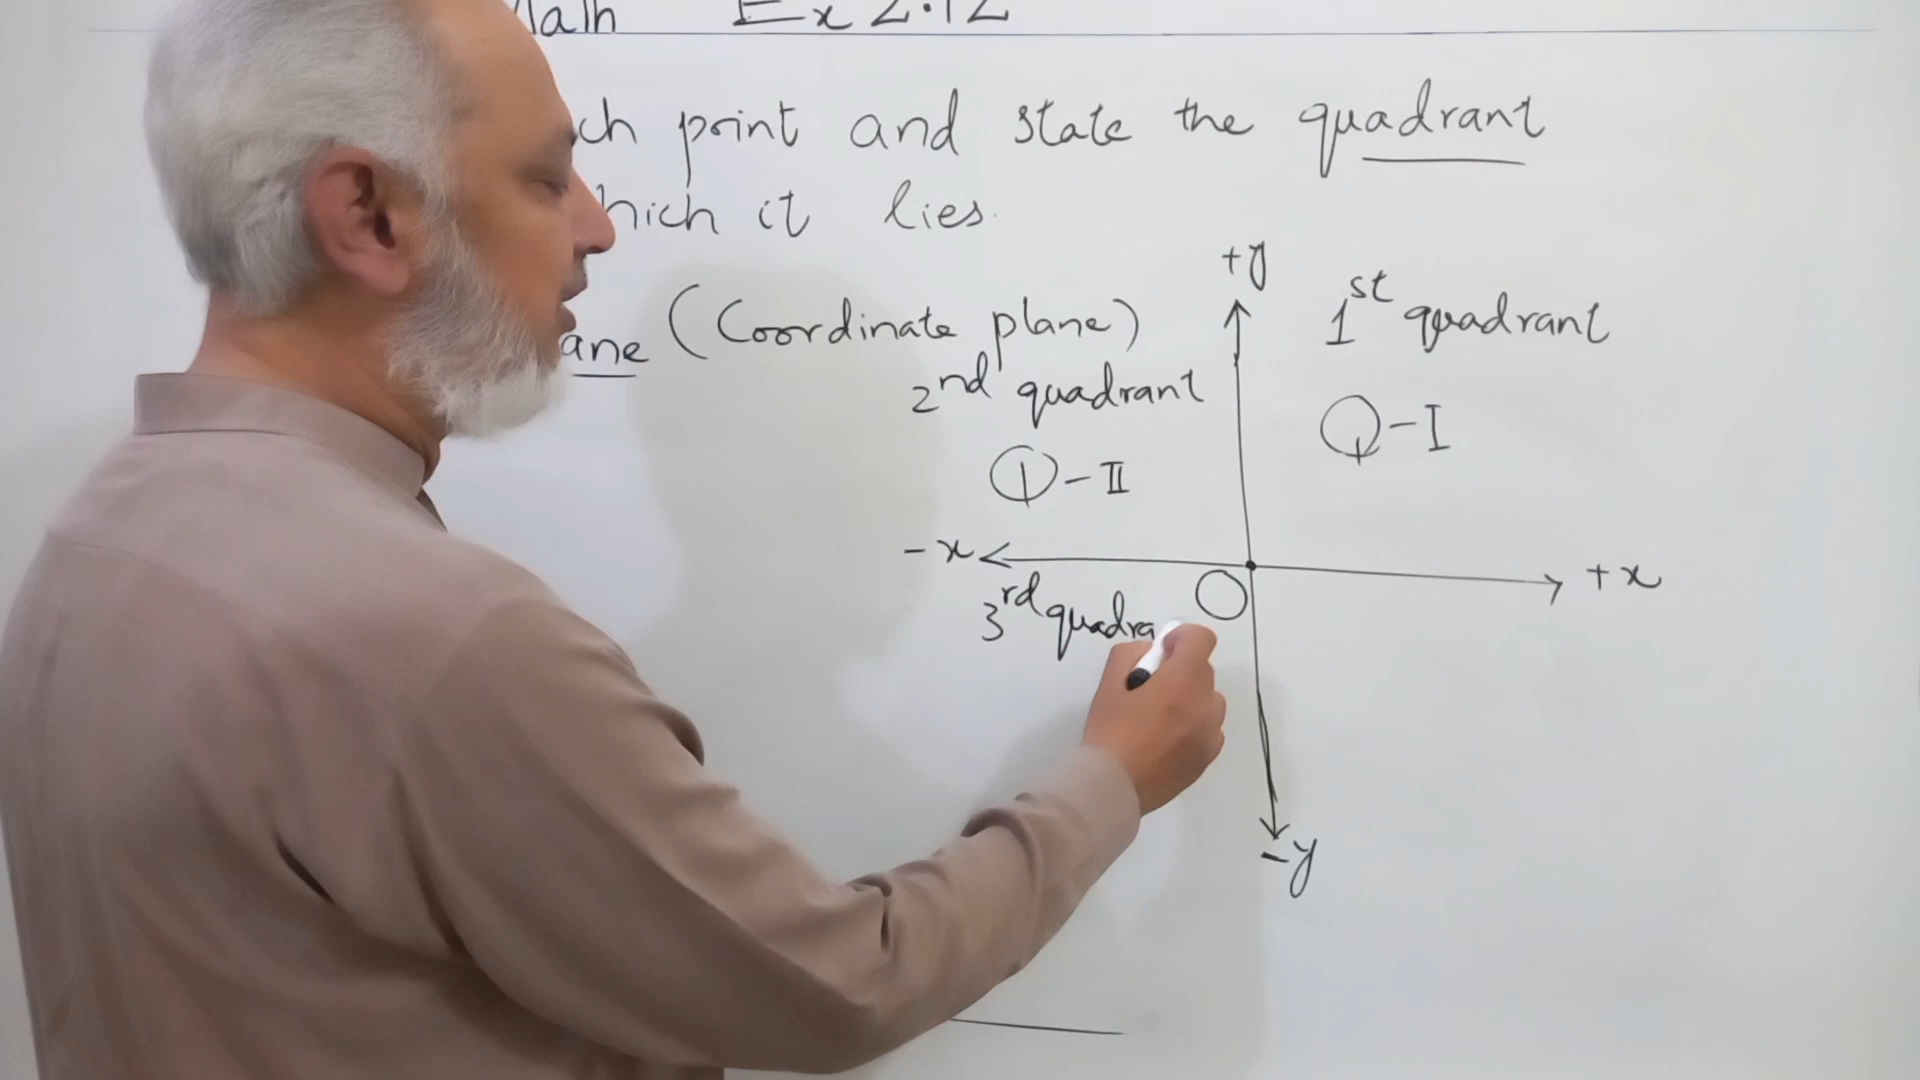 Math Ex 2.12
ch point and state the quadrant
hich it lies.
ane (Coordinate plane)
+y
1st quadrant
2nd quadrant
Q-I
Q-II
-x
+x
O
3rd quadra
-y